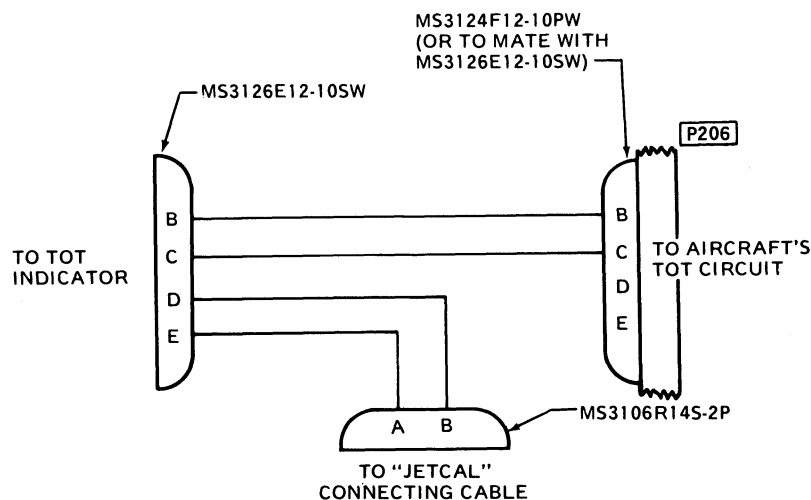 MS3124F12-10PW
(OR TO MATE WITH
MS3126E12-10SW)
MS3126E12-10SW
P206
B
C
D
E
TO TOT
INDICATOR
B
C
D
E
TO AIRCRAFT'S
TOT CIRCUIT
A B
MS3106R14S-2P
TO "JETCAL"
CONNECTING CABLE